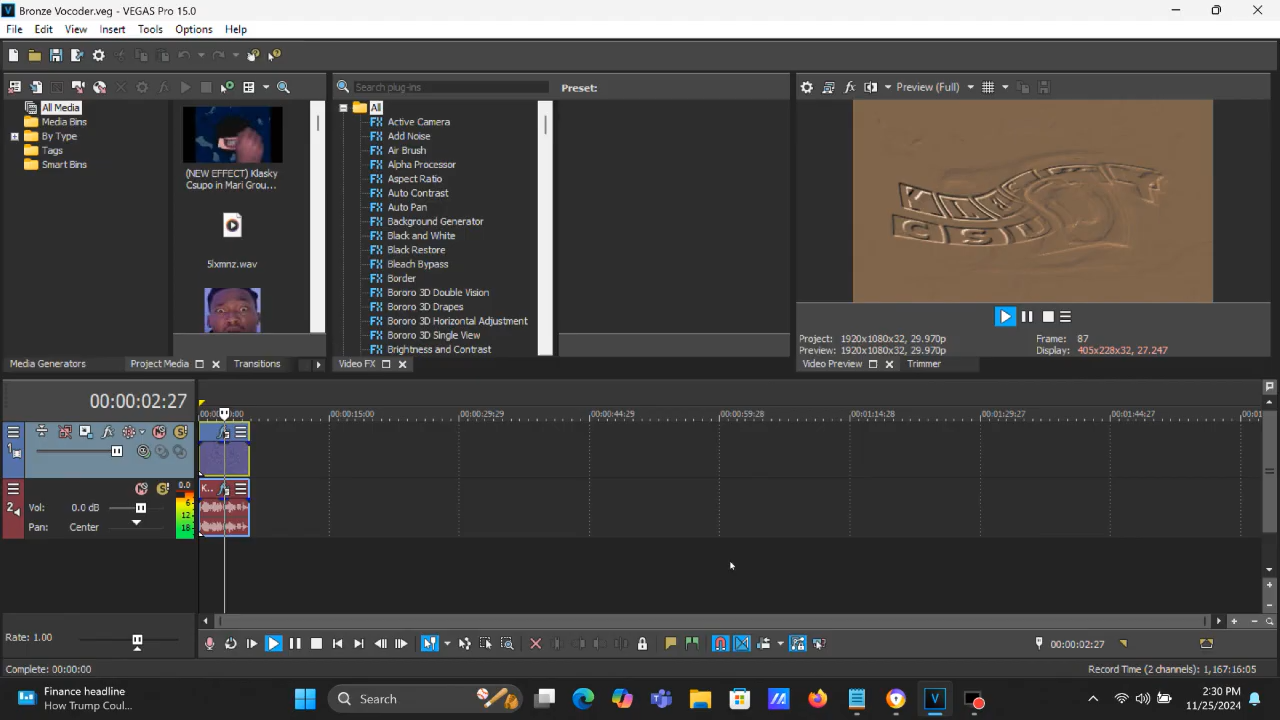 Bronze Vocoder.veg - VEGAS Pro 15.0
File Edit View Insert Tools Options Help
Search plug-ins
Preset:
Preview (Full)
All Media
Media Bins
By Type
Tags
Smart Bins
(NEW EFFECT) Klasky
Csupo in Mari Grou...
5lxmnz.wav
All
Active Camera
Add Noise
Air Brush
Alpha Processor
Aspect Ratio
Auto Contrast
Auto Pan
Background Generator
Black and White
Black Restore
Bleach Bypass
Border
Bororo 3D Double Vision
Bororo 3D Drapes
Bororo 3D Horizontal Adjustment
Bororo 3D Single View
Brightness and Contrast
Project: 1920x1080x32, 29.970p
Preview: 1920x1080x32, 29.970p
Frame: 87
Display: 405x228x32, 27.247
Media Generators Project Media Transitions Video FX Video Preview Trimmer
00:00:02:27
00:00:15:00 00:00:29:29 00:00:44:29 00:00:59:28 00:01:14:28 00:01:29:27 00:01:44:27
1
2
Vol: 0.0 dB
Pan: Center
0.0
6
12
18
K...
Rate: 1.00
00:00:02:27
Complete: 00:00:00
Record Time (2 channels): 1,167:16:05
Finance headline
How Trump Coul...
Search
2:30 PM
11/25/2024